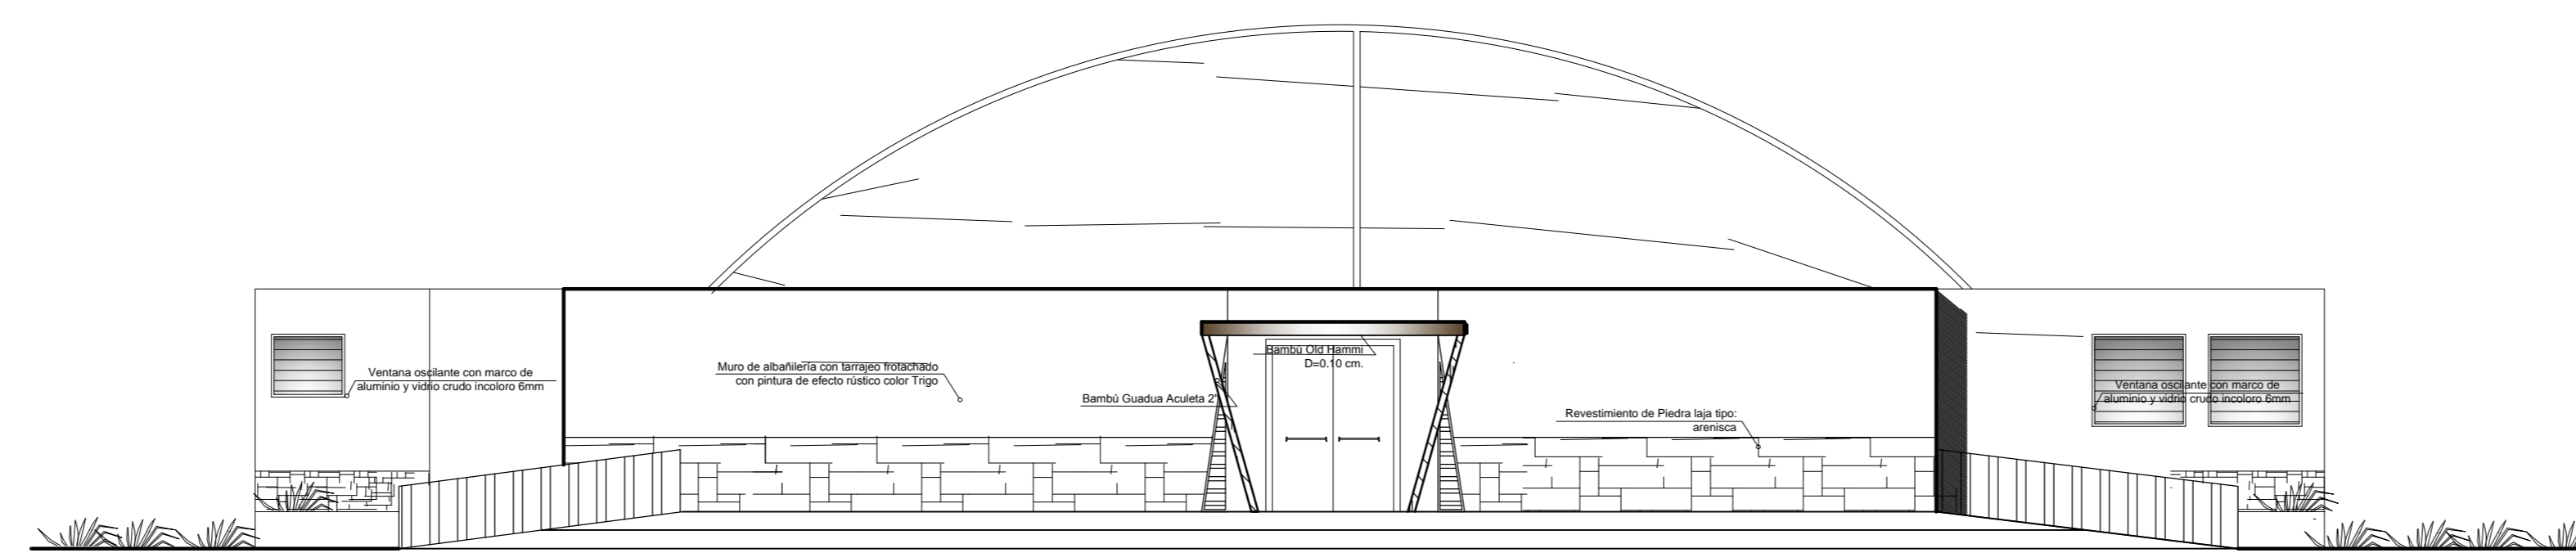 Ventana oscilante con marco de
aluminio y vidrio crudo incoloro 6mm
Muro de albañilería con tarrajeo frotachado
con pintura de efecto rústico color Trigo
Bambú Old Hammi
D=0.10 cm.
Bambú Guadua Aculeta 2"
Revestimiento de Piedra laja tipo:
arenisca
Ventana oscilante con marco de
aluminio y vidrio crudo incoloro 6mm